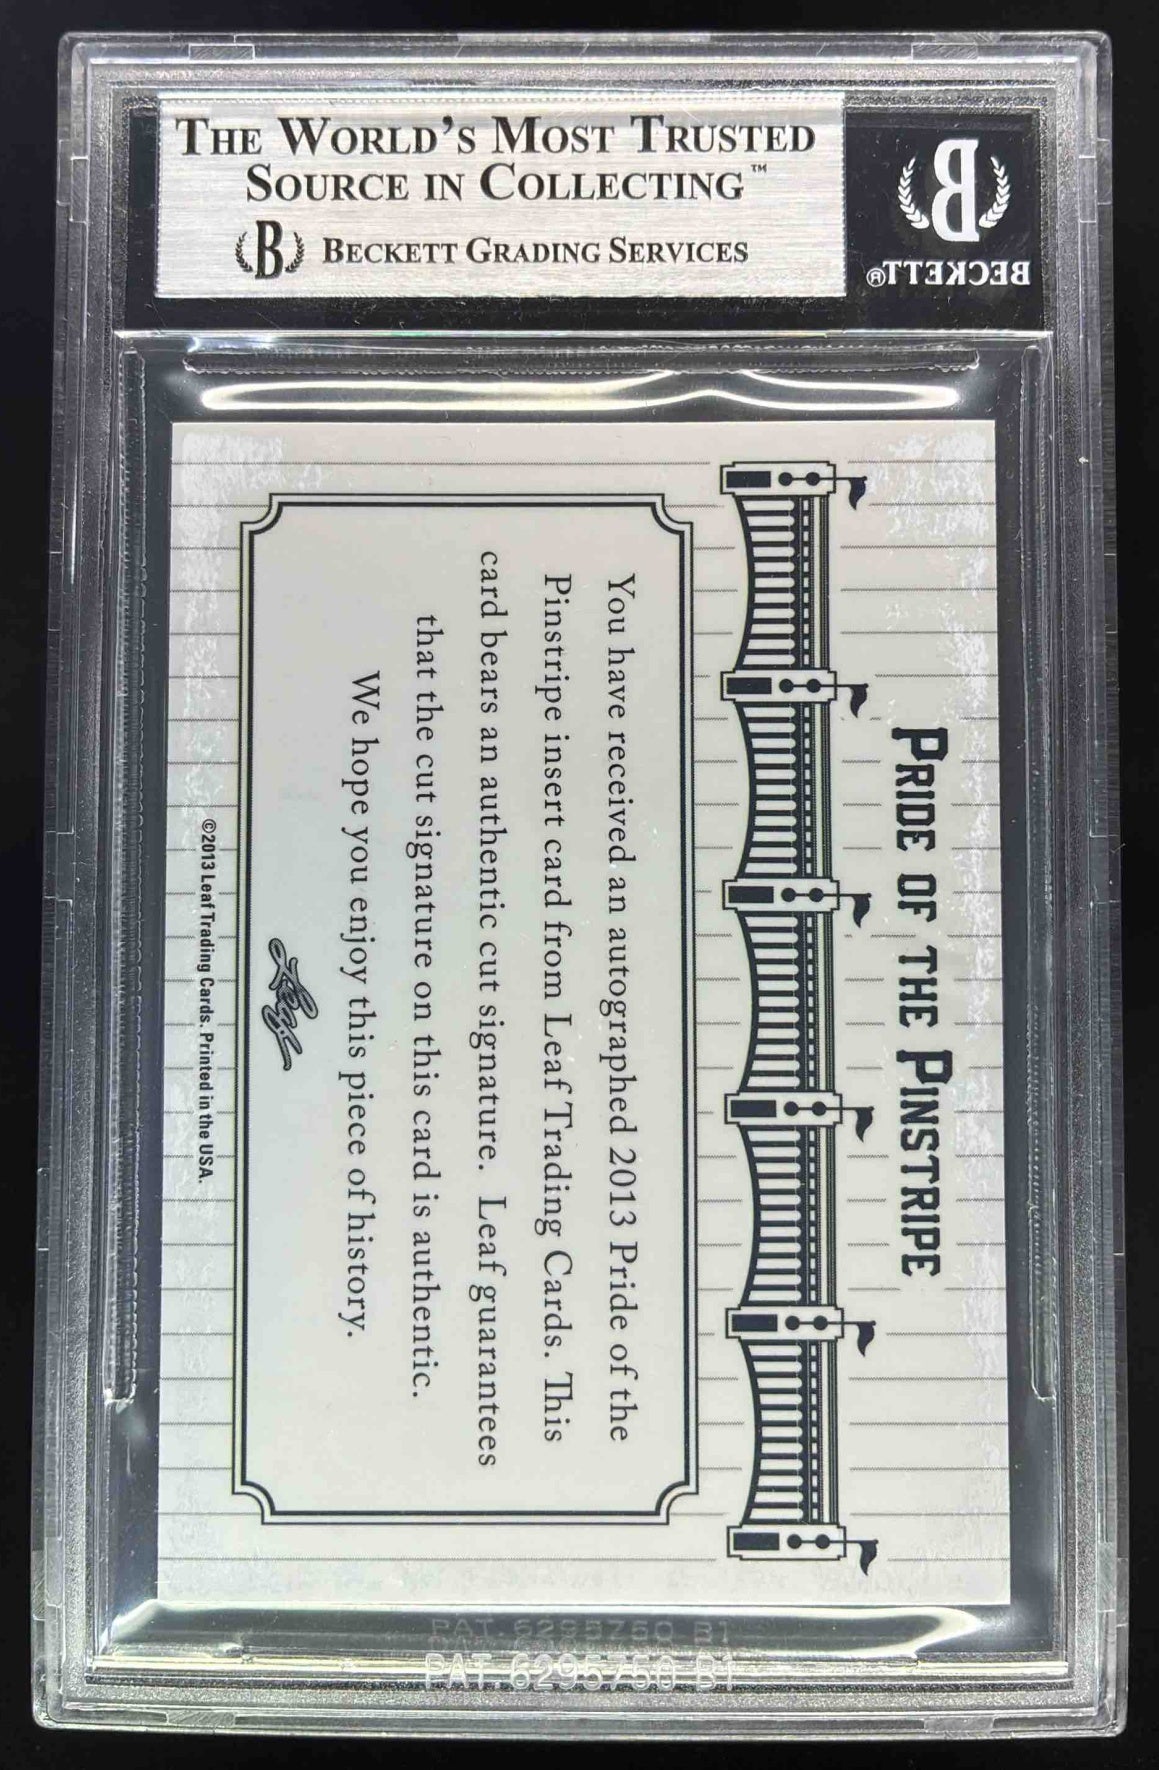 THE WORLD'S MOST TRUSTED
SOURCE IN COLLECTING™
B BECKETT GRADING SERVICES
B
BECKETT®
PRIDE OF THE PINSTRIPE
You have received an autographed 2013 Pride of the
Pinstripe insert card from Leaf Trading Cards. This
card bears an authentic cut signature. Leaf guarantees
that the cut signature on this card is authentic.
We hope you enjoy this piece of history.
Leaf
©2013 Leaf Trading Cards. Printed in the USA.
PAT. 6295750 B1